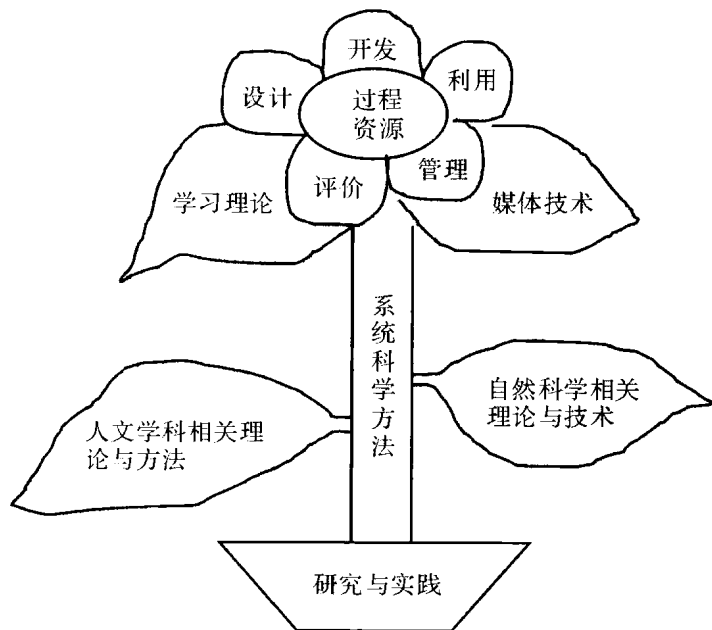 开发
设计
利用
过程
资源
评价
管理
学习理论
媒体技术
系统科学方法
自然科学相关
理论与技术
人文学科相关理
论与方法
研究与实践